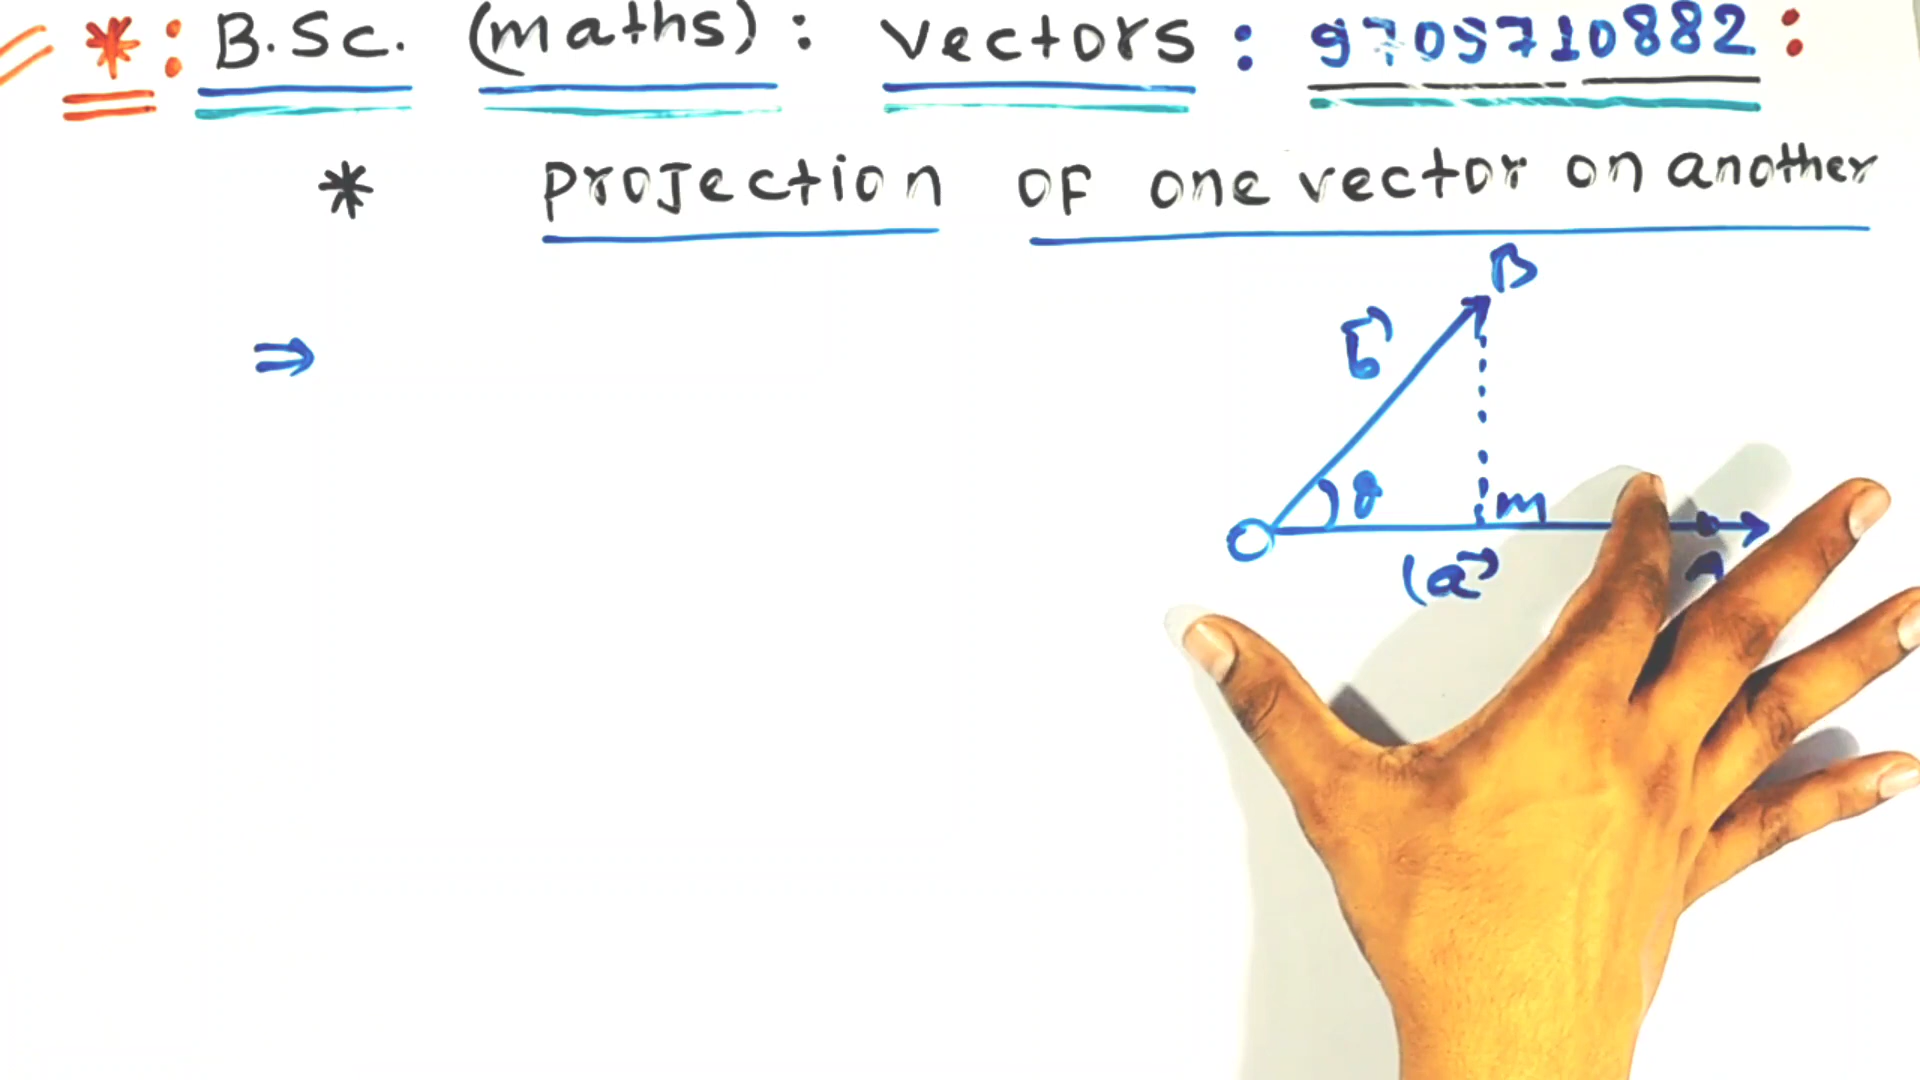 *: B.Sc. (maths): Vectors: 9705710882:
* Projection OF one vector on another
B
b
θ
m
O
(a
A